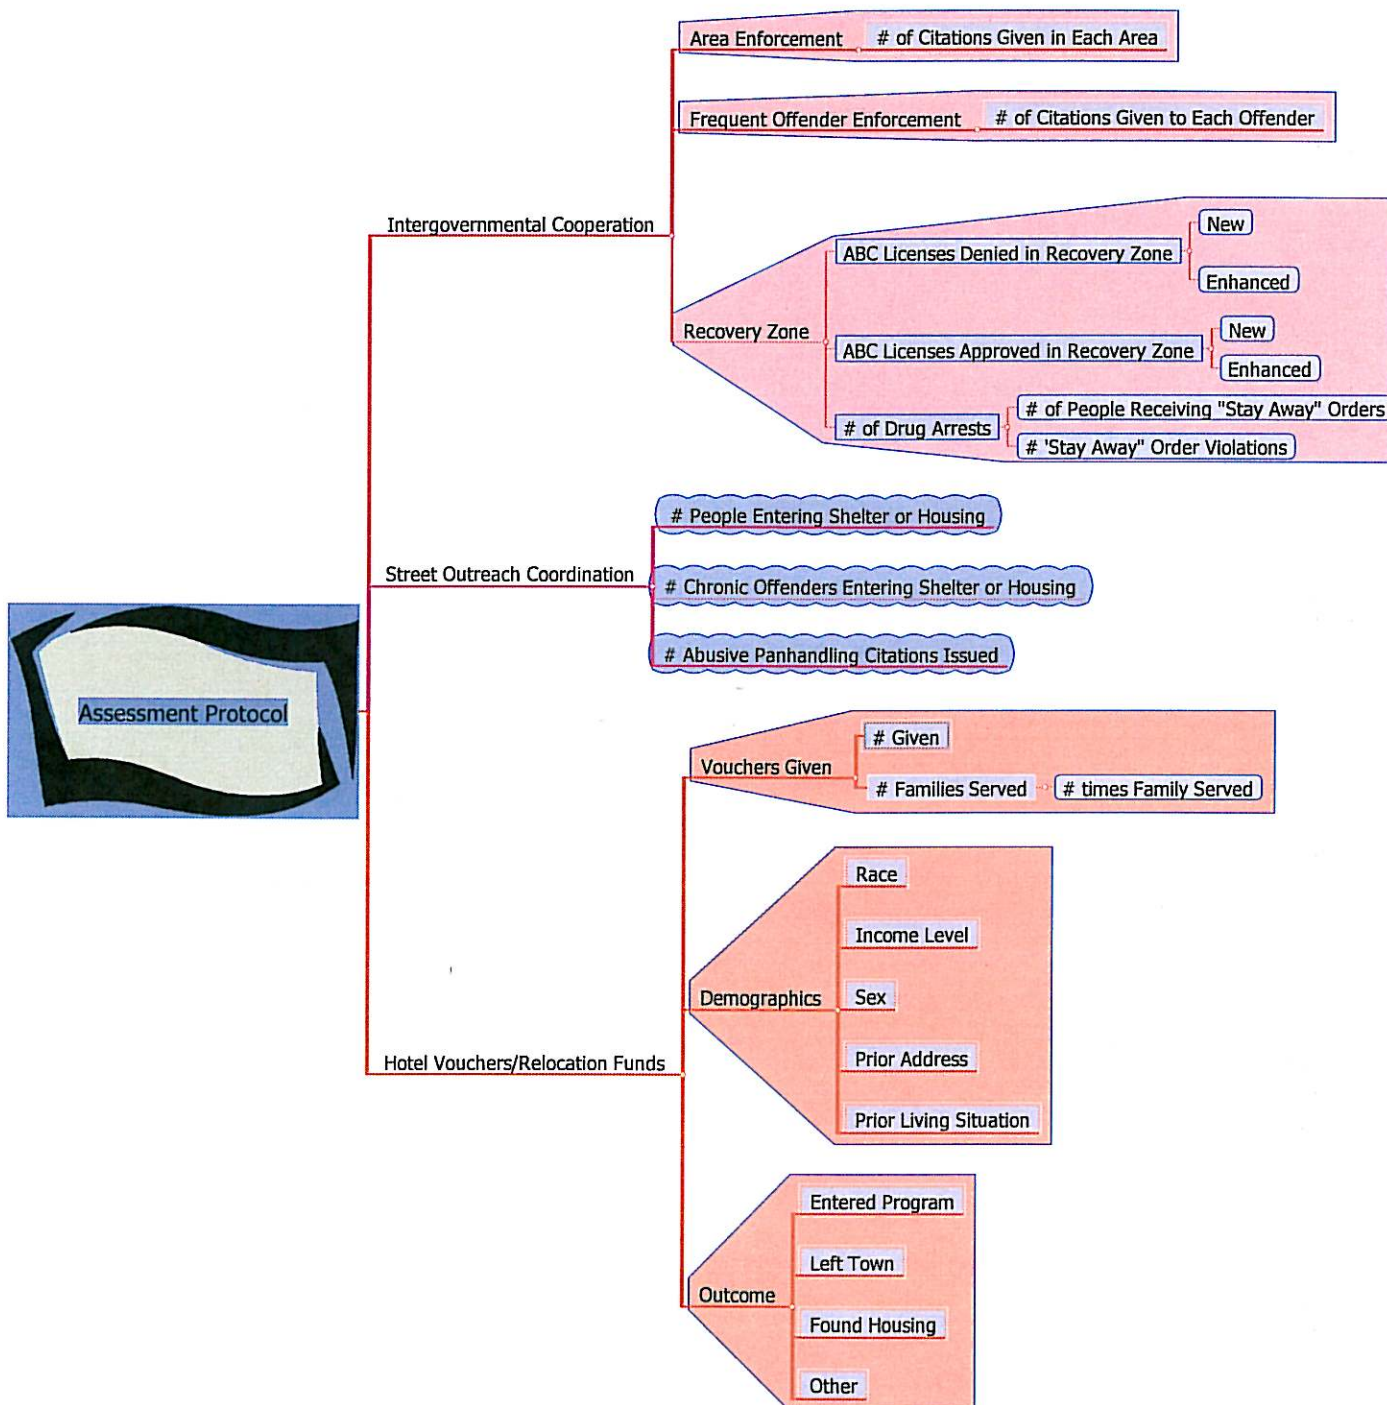 Area Enforcement
# of Citations Given in Each Area
Frequent Offender Enforcement
# of Citations Given to Each Offender
Intergovernmental Cooperation
Recovery Zone
ABC Licenses Denied in Recovery Zone
New
Enhanced
ABC Licenses Approved in Recovery Zone
New
Enhanced
# of Drug Arrests
# of People Receiving "Stay Away" Orders
# 'Stay Away" Order Violations
Street Outreach Coordination
# People Entering Shelter or Housing
# Chronic Offenders Entering Shelter or Housing
# Abusive Panhandling Citations Issued
Assessment Protocol
Hotel Vouchers/Relocation Funds
Vouchers Given
# Given
# Families Served
# times Family Served
Demographics
Race
Income Level
Sex
Prior Address
Prior Living Situation
Outcome
Entered Program
Left Town
Found Housing
Other